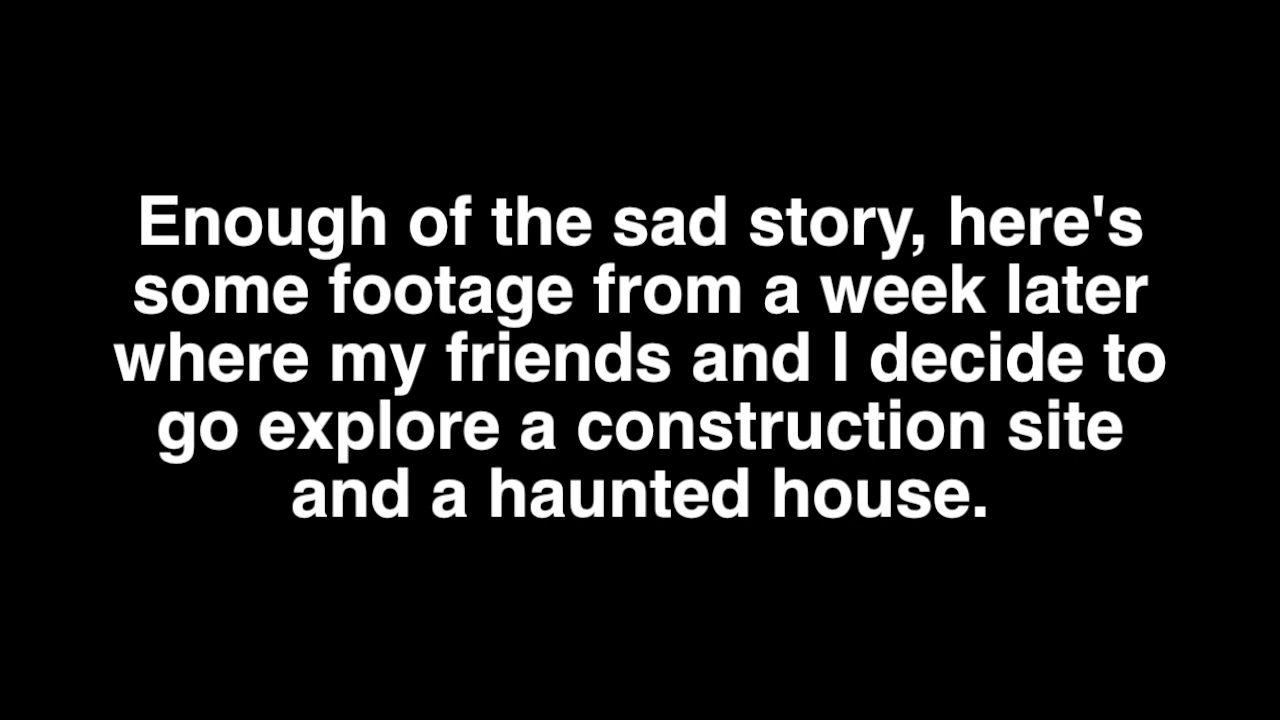 Enough of the sad story, here's
some footage from a week later
where my friends and I decide to
go explore a construction site
and a haunted house.